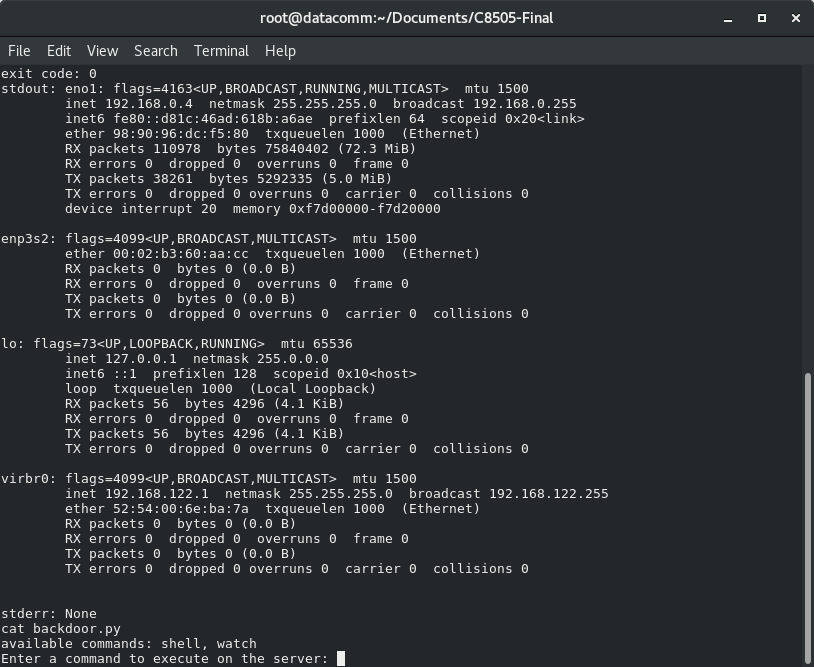 root@datacomm:~/Documents/C8505-Final
File Edit View Search Terminal Help
exit code: 0
stdout: eno1: flags=4163<UP,BROADCAST,RUNNING,MULTICAST>  mtu 1500
        inet 192.168.0.4  netmask 255.255.255.0  broadcast 192.168.0.255
        inet6 fe80::d81c:46ad:618b:a6ae  prefixlen 64  scopeid 0x20<link>
        ether 98:90:96:dc:f5:80  txqueuelen 1000  (Ethernet)
        RX packets 110978  bytes 75840402 (72.3 MiB)
        RX errors 0  dropped 0  overruns 0  frame 0
        TX packets 38261  bytes 5292335 (5.0 MiB)
        TX errors 0  dropped 0 overruns 0  carrier 0  collisions 0
        device interrupt 20  memory 0xf7d00000-f7d20000

enp3s2: flags=4099<UP,BROADCAST,MULTICAST>  mtu 1500
        ether 00:02:b3:60:aa:cc  txqueuelen 1000  (Ethernet)
        RX packets 0  bytes 0 (0.0 B)
        RX errors 0  dropped 0  overruns 0  frame 0
        TX packets 0  bytes 0 (0.0 B)
        TX errors 0  dropped 0 overruns 0  carrier 0  collisions 0

lo: flags=73<UP,LOOPBACK,RUNNING>  mtu 65536
        inet 127.0.0.1  netmask 255.0.0.0
        inet6 ::1  prefixlen 128  scopeid 0x10<host>
        loop  txqueuelen 1000  (Local Loopback)
        RX packets 56  bytes 4296 (4.1 KiB)
        RX errors 0  dropped 0  overruns 0  frame 0
        TX packets 56  bytes 4296 (4.1 KiB)
        TX errors 0  dropped 0 overruns 0  carrier 0  collisions 0

virbr0: flags=4099<UP,BROADCAST,MULTICAST>  mtu 1500
        inet 192.168.122.1  netmask 255.255.255.0  broadcast 192.168.122.255
        ether 52:54:00:6e:ba:7a  txqueuelen 1000  (Ethernet)
        RX packets 0  bytes 0 (0.0 B)
        RX errors 0  dropped 0  overruns 0  frame 0
        TX packets 0  bytes 0 (0.0 B)
        TX errors 0  dropped 0 overruns 0  carrier 0  collisions 0

stderr: None
cat backdoor.py
available commands: shell, watch
Enter a command to execute on the server: